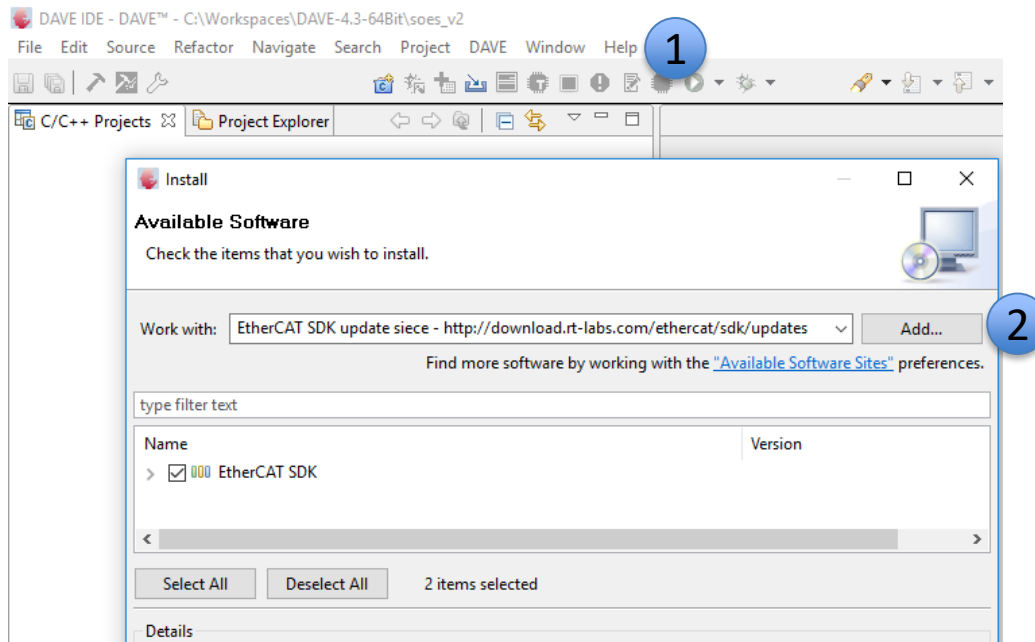 DAVE IDE - DAVE™ - C:\Workspaces\DAVE-4.3-64Bit\soes_v2
File Edit Source Refactor Navigate Search Project DAVE Window Help
1
C/C++ Projects Project Explorer
Install
Available Software
Check the items that you wish to install.
Work with: EtherCAT SDK update siece - http://download.rt-labs.com/ethercat/sdk/updates Add...
2
Find more software by working with the "Available Software Sites" preferences.
type filter text
Name Version
EtherCAT SDK
Select All Deselect All 2 items selected
Details